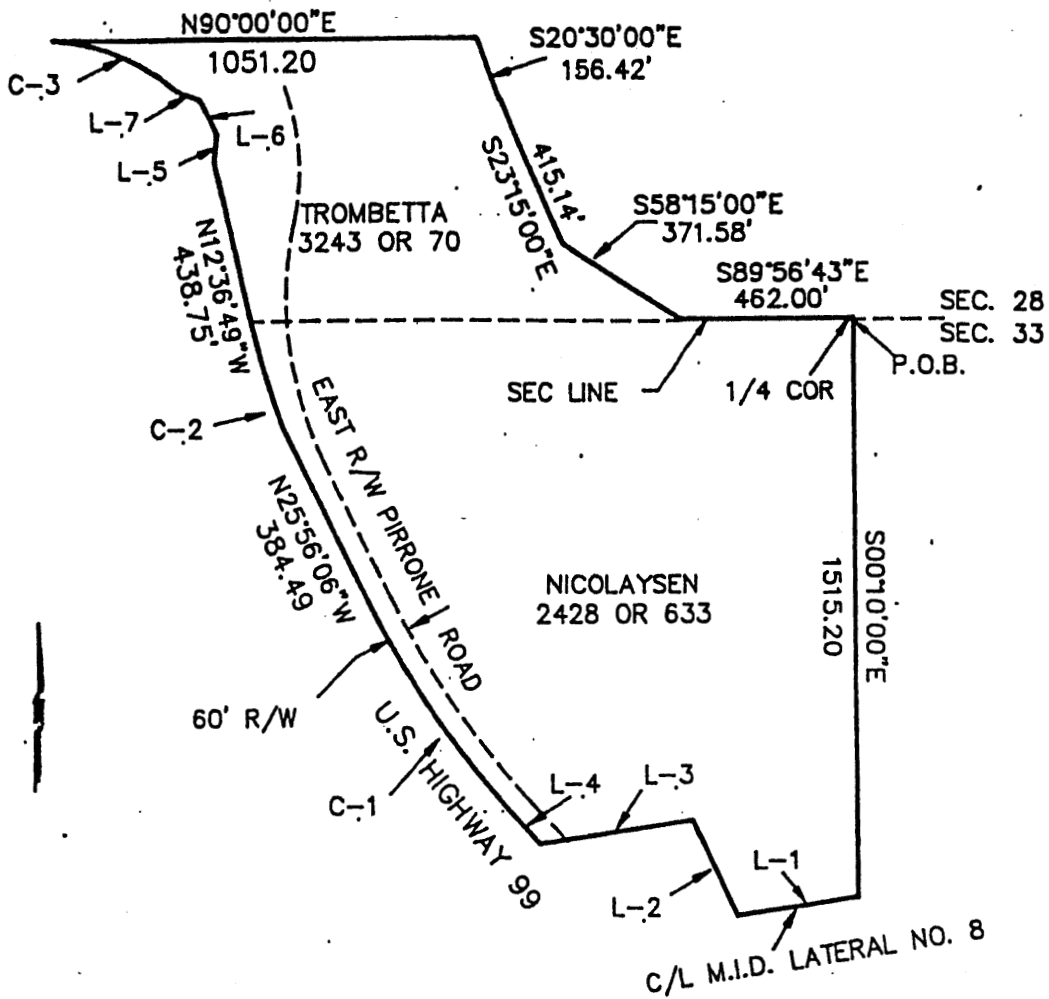 N90°00'00"E
1051.20
S20°30'00"E
156.42'
C-3
L-7
L-6
L-5
415.14'
S23°15'00"E
TROMBETTA
3243 OR 70
S58°15'00"E
371.58'
N12°36'49"W
438.75'
S89°56'43"E
462.00'
SEC. 28
SEC. 33
P.O.B.
SEC LINE
1/4 COR
C-2
EAST R/W PIRRONE ROAD
N25°56'06"W
384.49
NICOLAYSEN
2428 OR 633
S00°10'00"E
1515.20
60' R/W
U.S. HIGHWAY 99
C-1
L-4
L-3
L-1
L-2
C/L M.I.D. LATERAL NO. 8